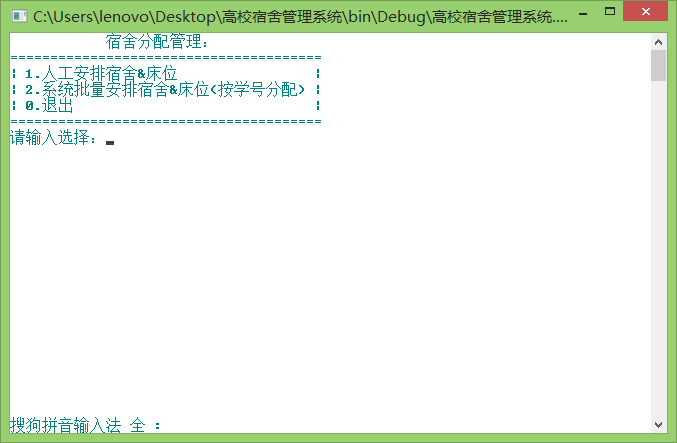 C:\Users\lenovo\Desktop\高校宿舍管理系统\bin\Debug\高校宿舍管理系统....
宿舍分配管理：
=======================================
¦ 1.人工安排宿舍&床位 ¦
¦ 2.系统批量安排宿舍&床位(按学号分配) ¦
¦ 0.退出 ¦
=======================================
请输入选择：
搜狗拼音输入法 全 ：